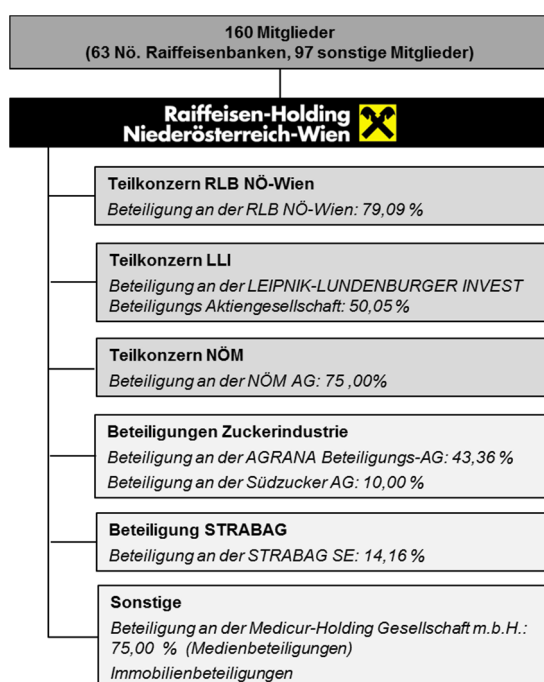 160 Mitglieder
(63 Nö. Raiffeisenbanken, 97 sonstige Mitglieder)
Raiffeisen-Holding
Niederösterreich-Wien
Teilkonzern RLB NÖ-Wien
Beteiligung an der RLB NÖ-Wien: 79,09 %
Teilkonzern LLI
Beteiligung an der LEIPNIK-LUNDENBURGER INVEST
Beteiligungs Aktiengesellschaft: 50,05 %
Teilkonzern NÖM
Beteiligung an der NÖM AG: 75 ,00%
Beteiligungen Zuckerindustrie
Beteiligung an der AGRANA Beteiligungs-AG: 43,36 %
Beteiligung an der Südzucker AG: 10,00 %
Beteiligung STRABAG
Beteiligung an der STRABAG SE: 14,16 %
Sonstige
Beteiligung an der Medicur-Holding Gesellschaft m.b.H.:
75,00 % (Medienbeteiligungen)
Immobilienbeteiligungen